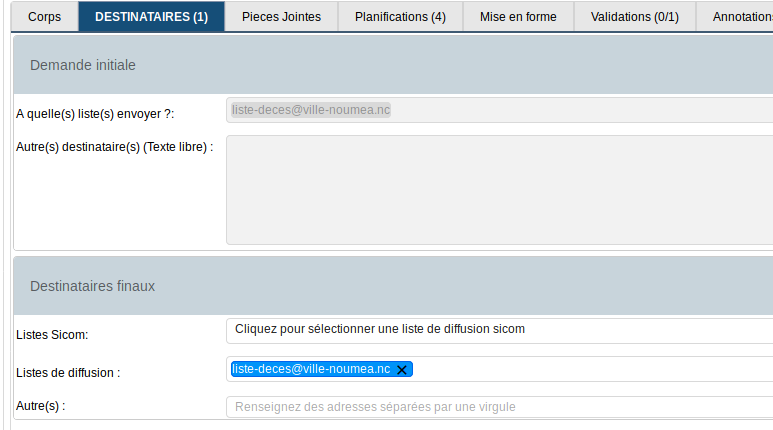 Corps DESTINATAIRES (1) Pieces Jointes Planifications (4) Mise en forme Validations (0/1) Annotations
Demande initiale
A quelle(s) liste(s) envoyer ?: liste-deces@ville-noumea.nc
Autre(s) destinataire(s) (Texte libre) :
Destinataires finaux
Listes Sicom: Cliquez pour sélectionner une liste de diffusion sicom
Listes de diffusion : liste-deces@ville-noumea.nc
Autre(s) : Renseignez des adresses séparées par une virgule